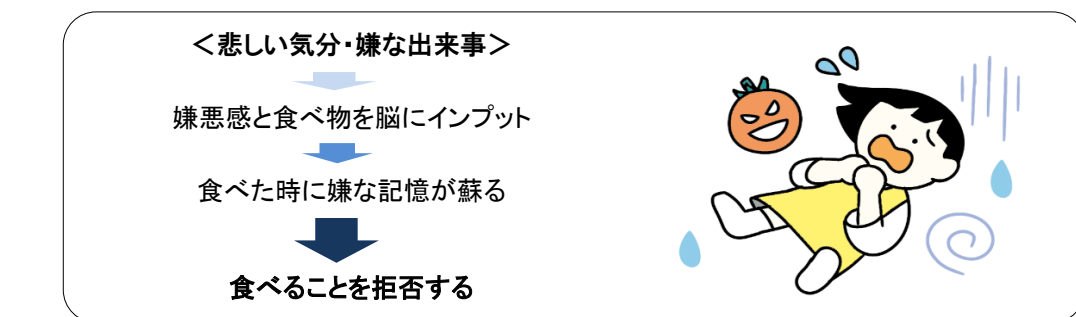 ＜悲しい気分・嫌な出来事＞
嫌悪感と食べ物を脳にインプット
食べた時に嫌な記憶が蘇る
食べることを拒否する